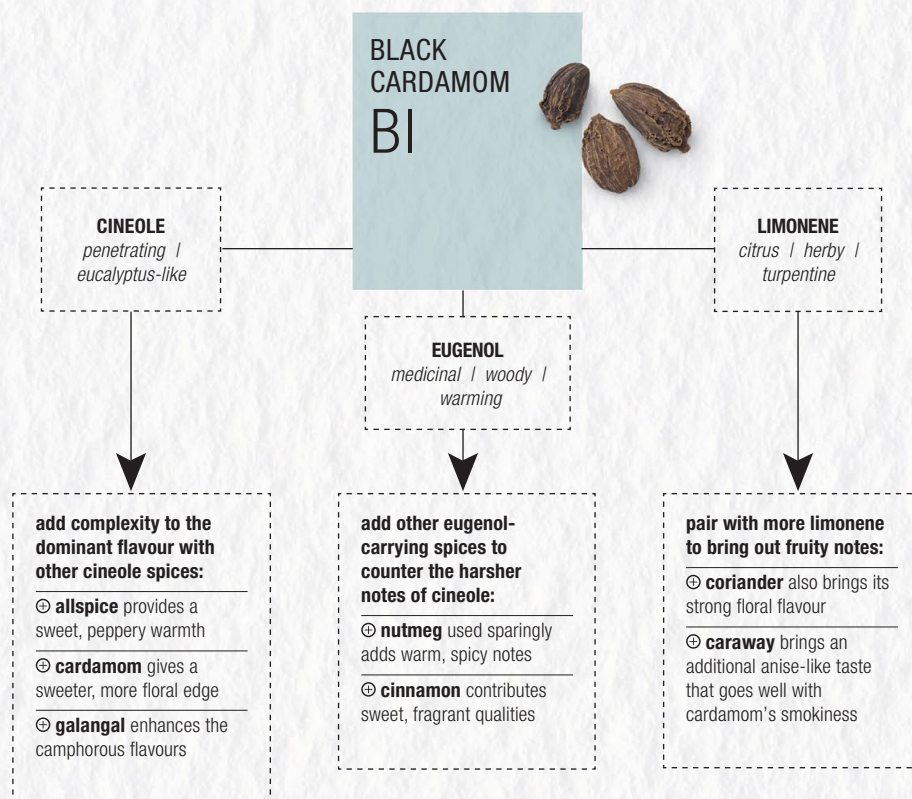 BLACK
CARDAMOM
Bl
CINEOLE
penetrating /
eucalyptus-like
EUGENOL
medicinal / woody /
warming
LIMONENE
citrus / herby /
turpentine
add complexity to the
dominant flavour with
other cineole spices:
⊕ allspice provides a
sweet, peppery warmth
⊕ cardamom gives a
sweeter, more floral edge
⊕ galangal enhances the
camphorous flavours
add other eugenol-
carrying spices to
counter the harsher
notes of cineole:
⊕ nutmeg used sparingly
adds warm, spicy notes
⊕ cinnamon contributes
sweet, fragrant qualities
pair with more limonene
to bring out fruity notes:
⊕ coriander also brings its
strong floral flavour
⊕ caraway brings an
additional anise-like taste
that goes well with
cardamom's smokiness